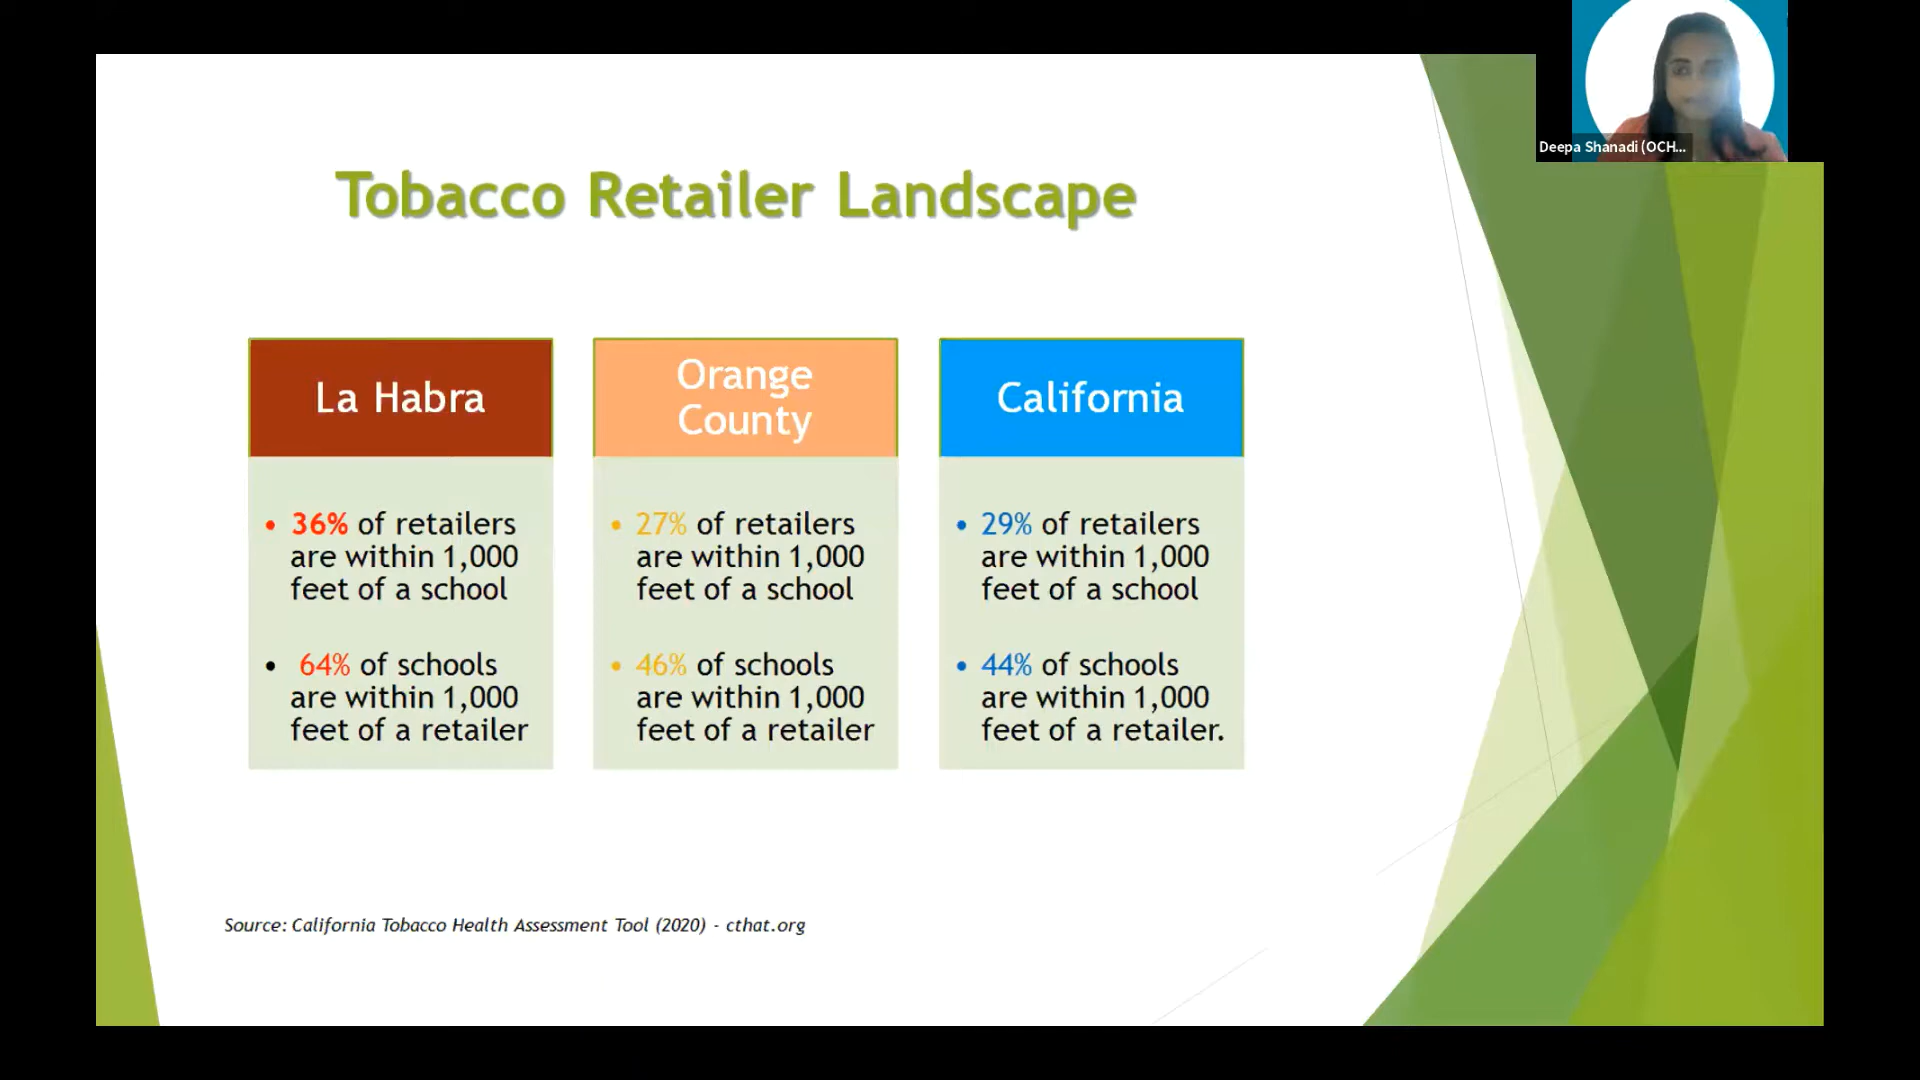 Deepa Shanadi (OCH...
Tobacco Retailer Landscape
La Habra
• 36% of retailers
are within 1,000
feet of a school
• 64% of schools
are within 1,000
feet of a retailer
Orange
County
• 27% of retailers
are within 1,000
feet of a school
• 46% of schools
are within 1,000
feet of a retailer
California
• 29% of retailers
are within 1,000
feet of a school
• 44% of schools
are within 1,000
feet of a retailer.
Source: California Tobacco Health Assessment Tool (2020) - cthat.org